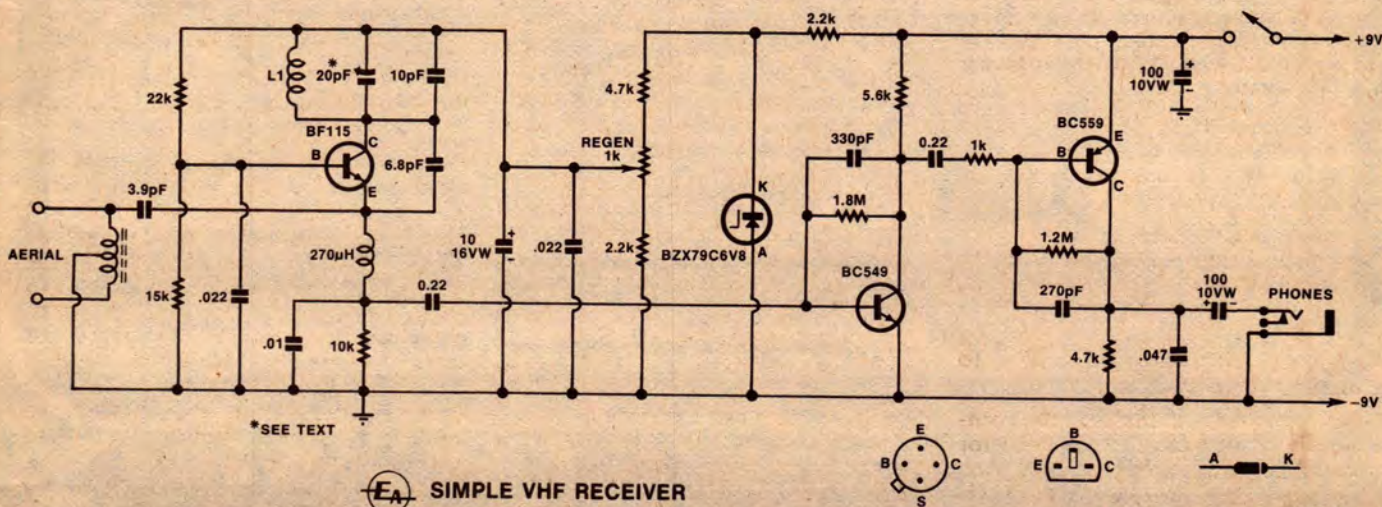 2.2k
+9V
L1
*
20pF
+
10pF
100
10VW
+
-
22k
4.7k
5.6k
BF115
C
B
E
REGEN
1k
330pF
0.22
1k
BC559
E
B
C
6.8pF
3.9pF
K
1.8M
AERIAL
270µH
10
16VW
+
-
.022
2.2k
A
BZX79C6V8
1.2M
BC549
15k
.022
0.22
270pF
100
10VW
+
-
PHONES
.01
10k
4.7k
.047
-9V
*SEE TEXT
E
B
C
S
B
E
C
A
K
EA SIMPLE VHF RECEIVER